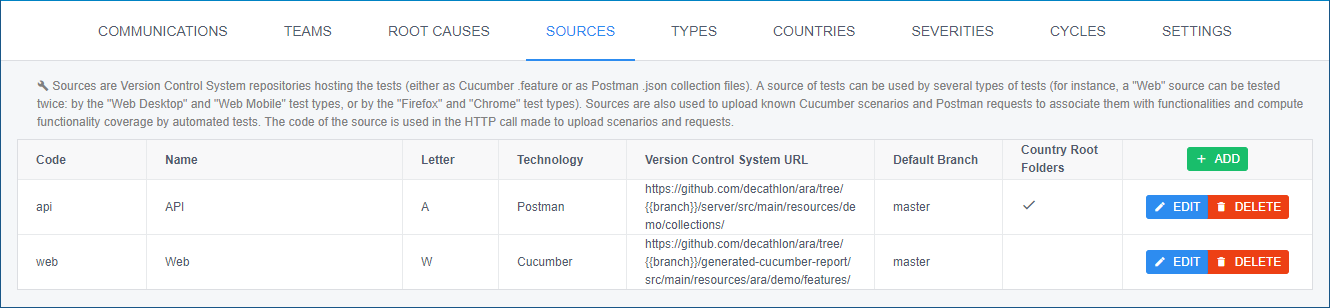 COMMUNICATIONS TEAMS ROOT CAUSES SOURCES TYPES COUNTRIES SEVERITIES CYCLES SETTINGS
Sources are Version Control System repositories hosting the tests (either as Cucumber .feature or as Postman .json collection files). A source of tests can be used by several types of tests (for instance, a "Web" source can be tested
twice: by the "Web Desktop" and "Web Mobile" test types, or by the "Firefox" and "Chrome" test types). Sources are also used to upload known Cucumber scenarios and Postman requests to associate them with functionalities and compute
functionality coverage by automated tests. The code of the source is used in the HTTP call made to upload scenarios and requests.
Code Name Letter Technology Version Control System URL Default Branch Country Root
Folders
+ ADD
api API A Postman https://github.com/decathlon/ara/tree/
{{branch}}/server/src/main/resources/de
mo/collections/
master ✓ EDIT DELETE
web Web W Cucumber https://github.com/decathlon/ara/tree/
{{branch}}/generated-cucumber-report/
src/main/resources/ara/demo/features/
master EDIT DELETE